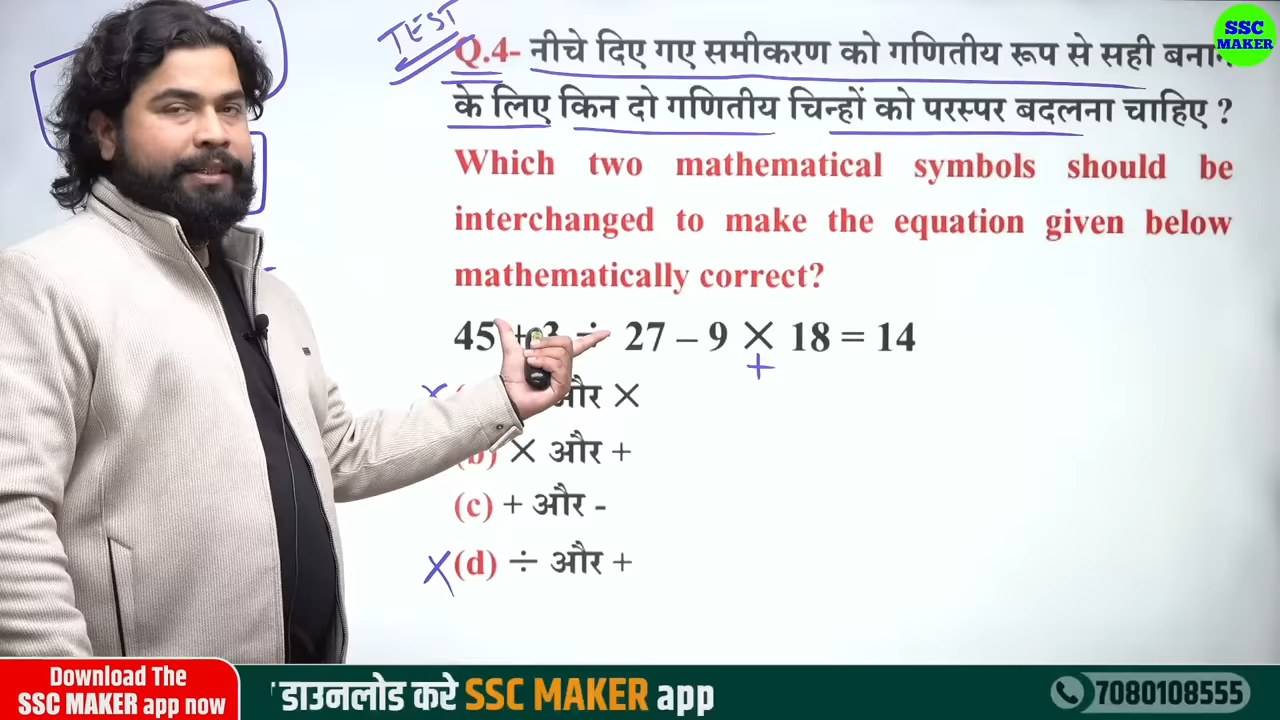 TEST
SSC
MAKER
Q.4- नीचे दिए गए समीकरण को गणितीय रूप से सही
के लिए किन दो गणितीय चिन्हों को परस्पर बदलना चाहिए ?
Which two mathematical symbols should be
interchanged to make the equation given below
mathematically correct?
45 + 3 ÷ 27 – 9 × 18 = 14
+
× और ×
(b) × और +
(c) + और -
× (d) ÷ और +
Download The
SSC MAKER app now
डाउनलोड करे SSC MAKER app
7080108555